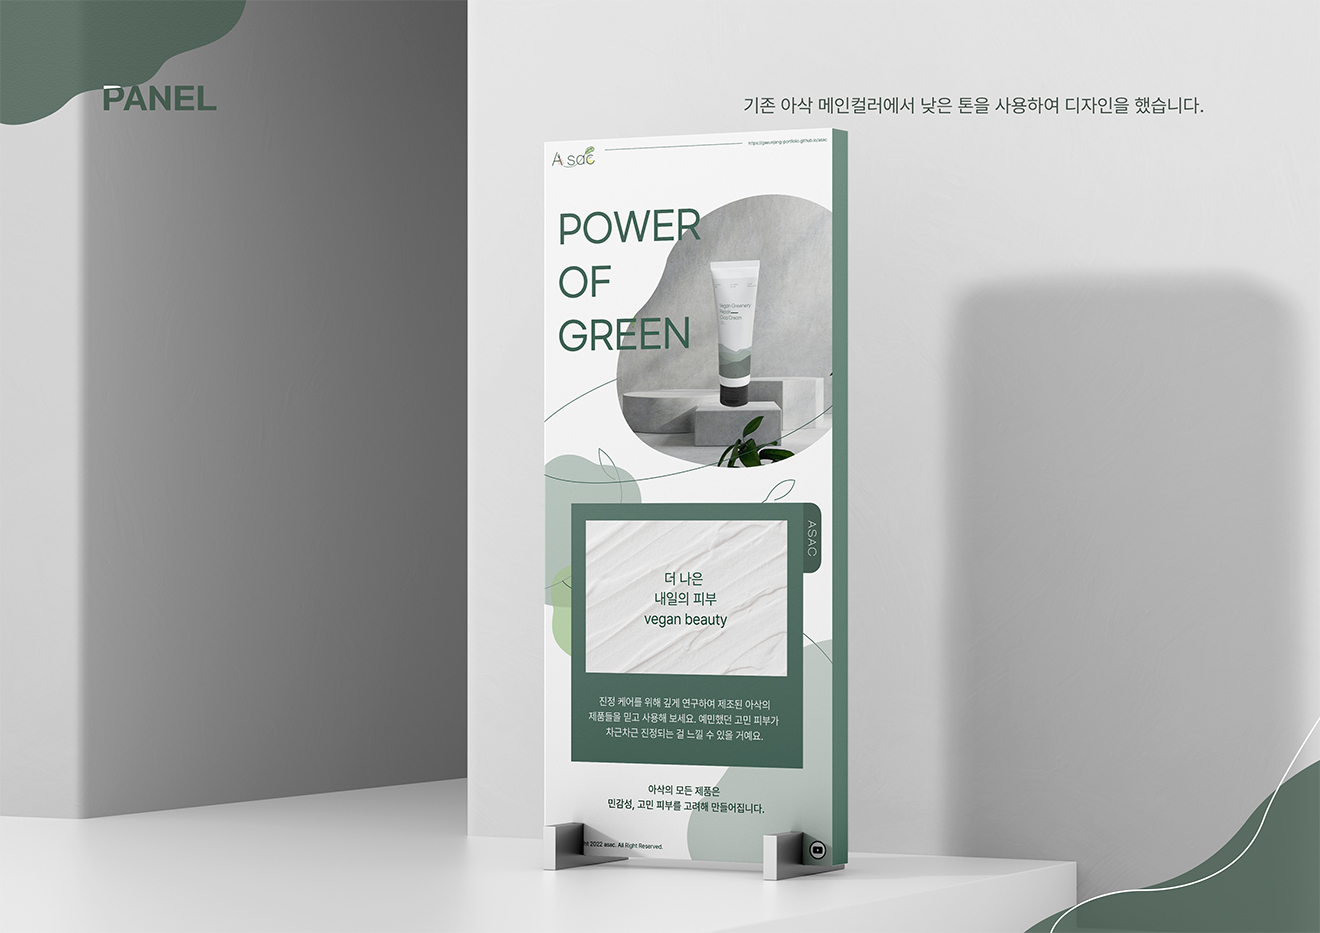 PANEL
기존 아삭 메인컬러에서 낮은 톤을 사용하여 디자인을 했습니다.
Asac
POWER
OF
GREEN
Vegan Greenery
Cica Cream
ASAC
더 나은
내일의 피부
vegan beauty
진정 케어를 위해 깊게 연구하여 제조된 아삭의
제품들을 믿고 사용해 보세요. 예민했던 고민 피부가
차근차근 진정되는 걸 느낄 수 있을 거예요.
아삭의 모든 제품은
민감성, 고민 피부를 고려해 만들어집니다.
2022 asac. All Right Reserved.